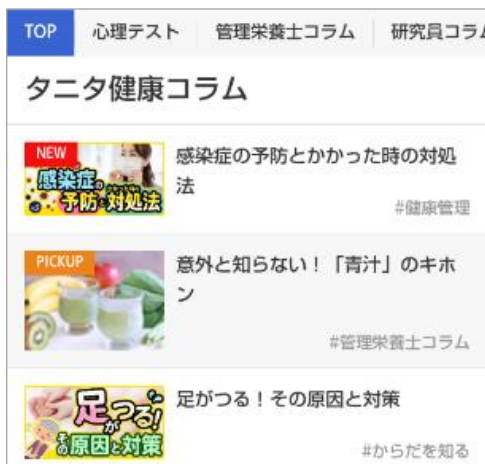 TOP 心理テスト 管理栄養士コラム 研究員コラム
タニタ健康コラム
NEW
感染症の
予防と対処法
感染症の予防とかかった時の対処
法
#健康管理
PICKUP
意外と知らない！「青汁」のキホ
ン
#管理栄養士コラム
足がつる!
その原因と対策
足がつる！その原因と対策
#からだを知る